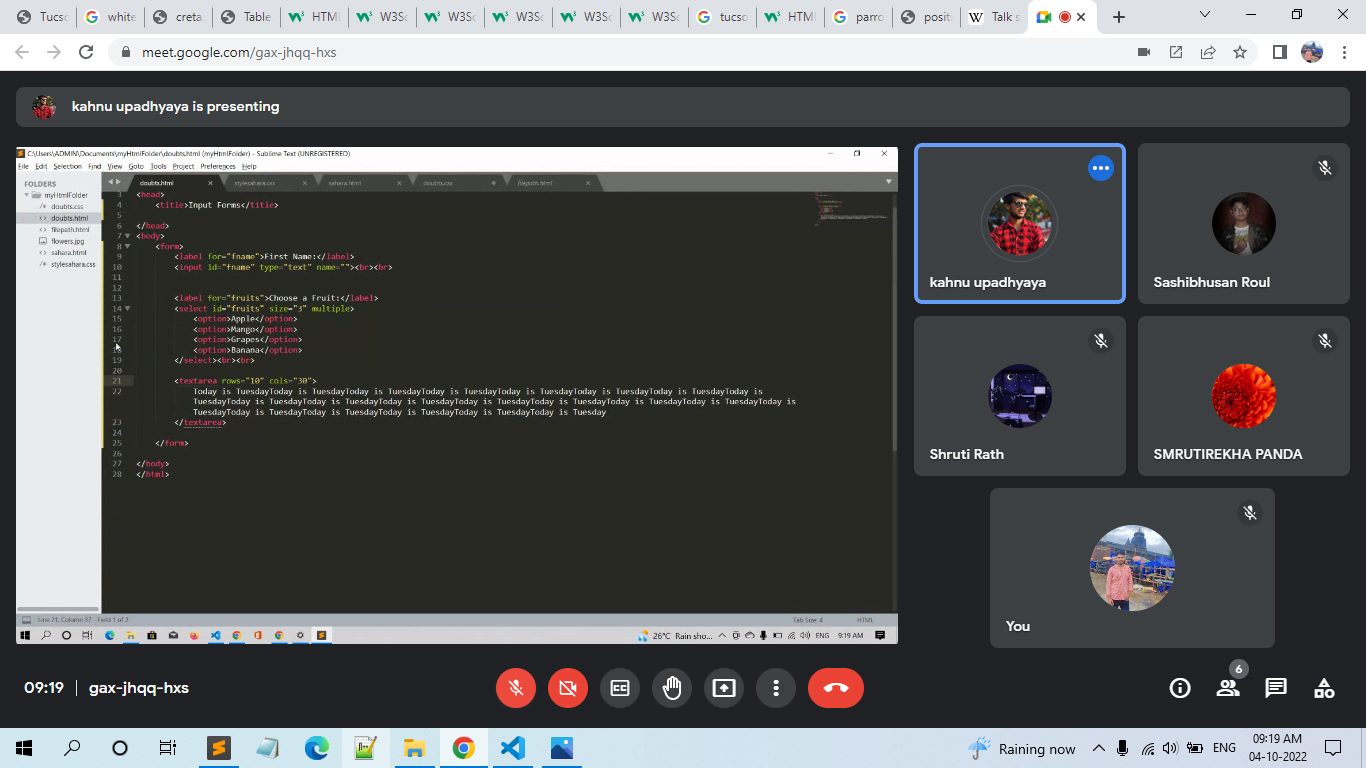 Tucso
white
creta
Table
HTML
W3Sc
W3Sc
W3Sc
W3Sc
W3Sc
tucso
HTML
parro
posit
Talk s
meet.google.com/gax-jhqq-hxs
kahnu upadhyaya is presenting
C:\Users\ADMIN\Documents\myHtmlFolder\doubts.html (myHtmlFolder) - Sublime Text (UNREGISTERED)
File Edit Selection Find View Goto Tools Project Preferences Help
FOLDERS
myHtmlFolder
doubts.css
doubts.html
filepath.html
flowers.jpg
sahara.html
stylesahara.css
doubts.html
stylesahara.css
sahara.html
doubts.css
filepath.html
3 <head>
4 <title>Input Forms</title>
5
6 </head>
7 <body>
8 <form>
9 <label for="fname">First Name:</label>
10 <input id="fname" type="text" name=""><br><br>
11
12
13 <label for="fruits">Choose a Fruit:</label>
14 <select id="fruits" size="3" multiple>
15 <option>Apple</option>
16 <option>Mango</option>
17 <option>Grapes</option>
18 <option>Banana</option>
19 </select><br><br>
20
21 <textarea rows="10" cols="30">
22 Today is TuesdayToday is TuesdayToday is TuesdayToday is TuesdayToday is TuesdayToday is TuesdayToday is TuesdayToday is
TuesdayToday is TuesdayToday is TuesdayToday is TuesdayToday is TuesdayToday is TuesdayToday is TuesdayToday is
TuesdayToday is TuesdayToday is TuesdayToday is TuesdayToday is TuesdayToday is Tuesday
23 </textarea>
24
25 </form>
26
27 </body>
28 </html>
Line 21, Column 37 - Field 1 of 2
Tab Size: 4
HTML
26°C Rain sho...
ENG
9:19 AM
kahnu upadhyaya
Sashibhusan Roul
Shruti Rath
SMRUTIREKHA PANDA
You
09:19 | gax-jhqq-hxs
6
Raining now
ENG
09:19 AM
04-10-2022